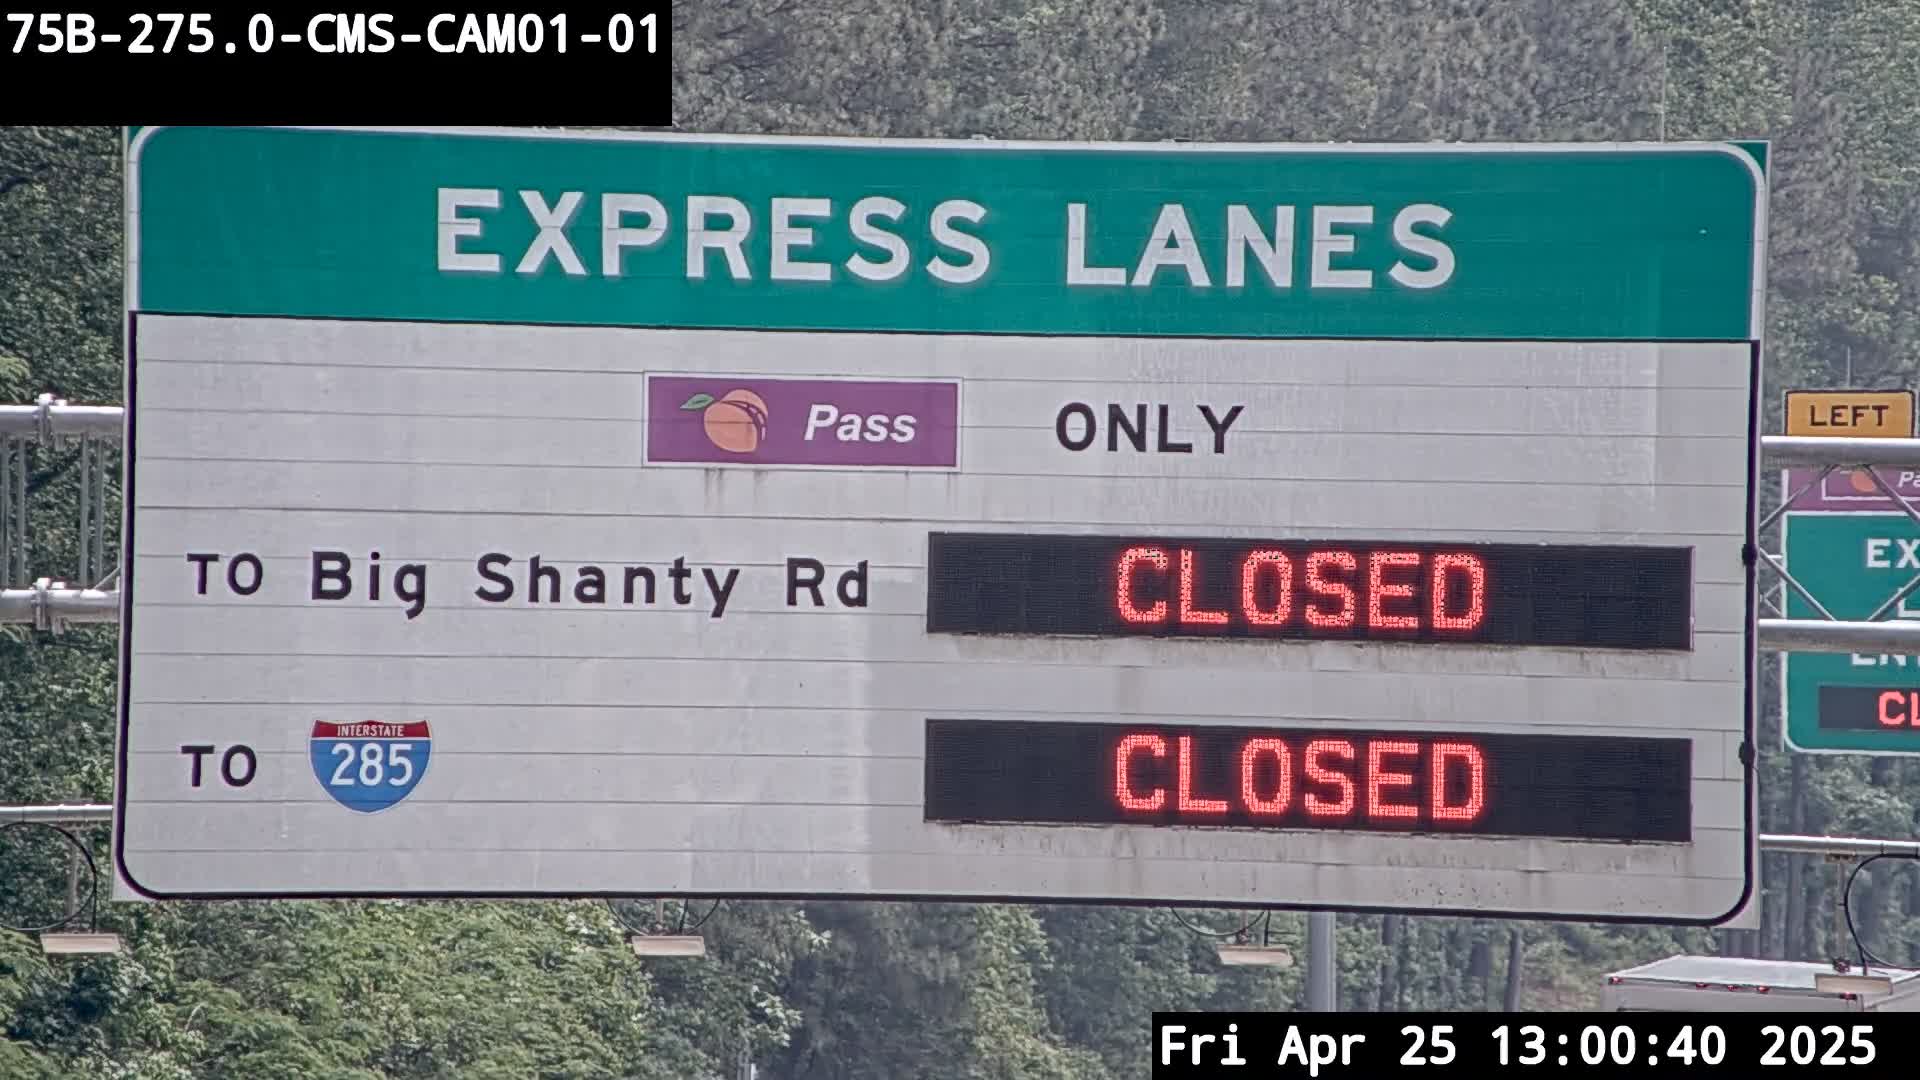 75B-275.0-CMS-CAM01-01
EXPRESS LANES
Pass ONLY
TO Big Shanty Rd CLOSED
TO INTERSTATE 285 CLOSED
LEFT
Fri Apr 25 13:00:40 2025